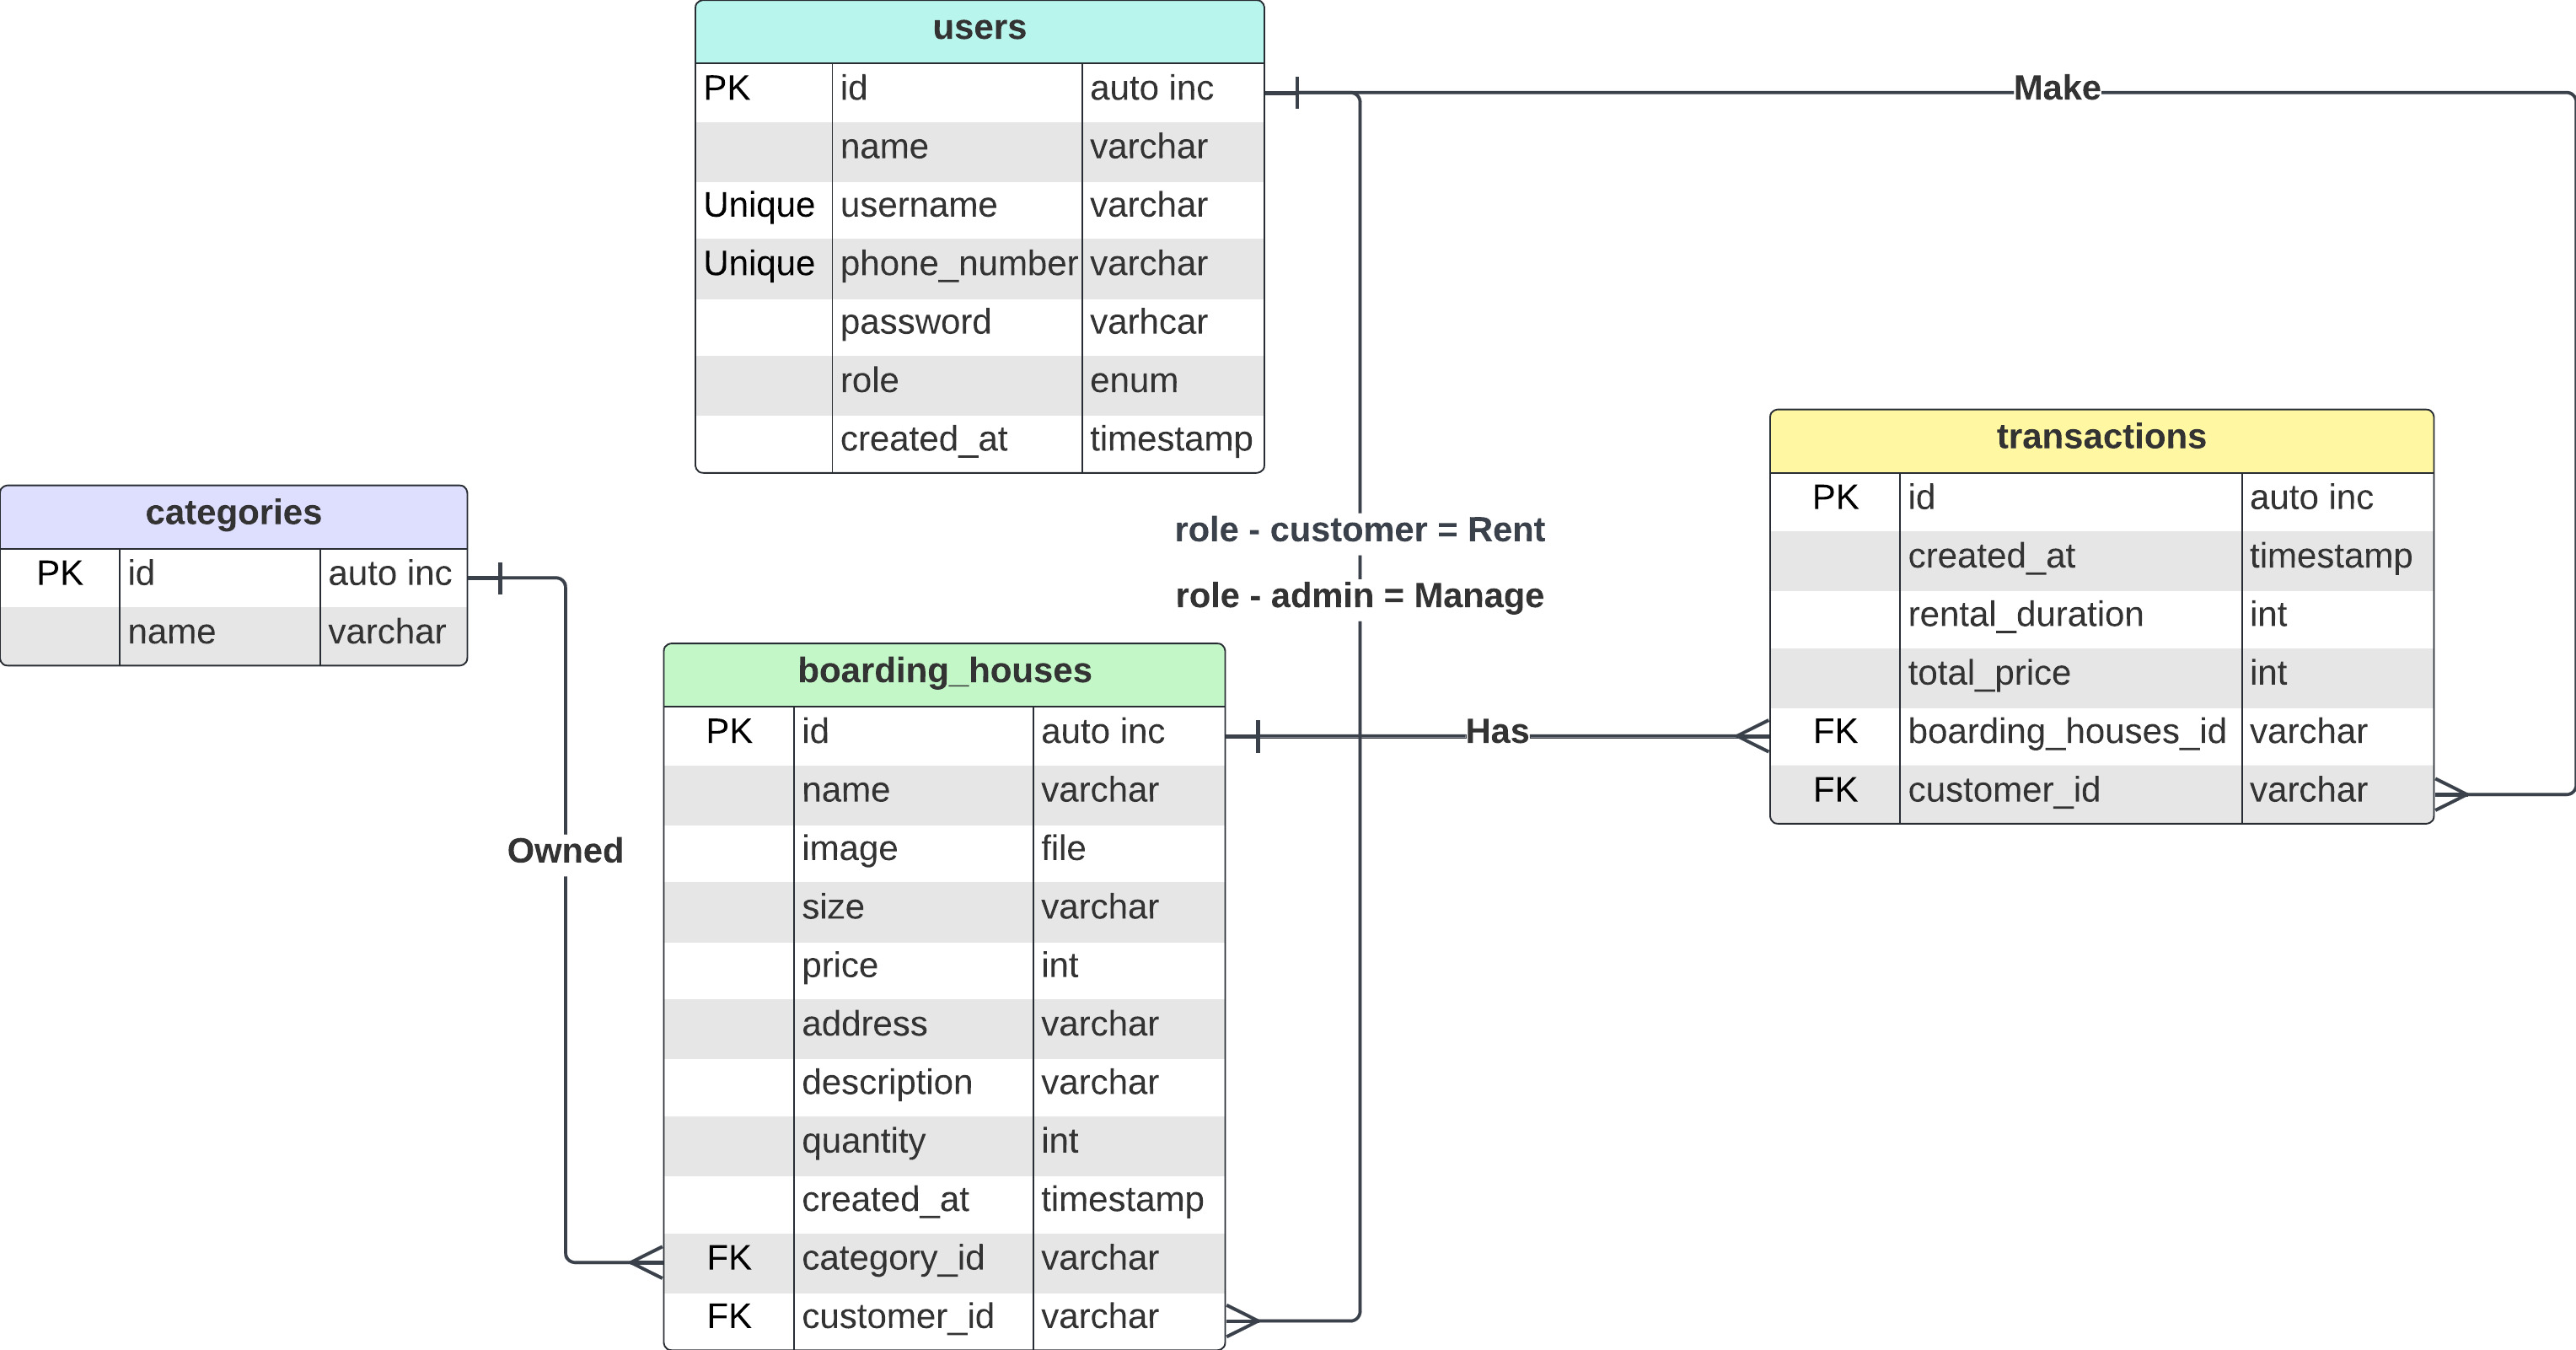 users
PK id auto inc
name varchar
Unique username varchar
Unique phone_number varchar
password varhcar
role enum
created_at timestamp
Make
categories
PK id auto inc
name varchar
Owned
role - customer = Rent
role - admin = Manage
boarding_houses
PK id auto inc
name varchar
image file
size varchar
price int
address varchar
description varchar
quantity int
created_at timestamp
FK category_id varchar
FK customer_id varchar
Has
transactions
PK id auto inc
created_at timestamp
rental_duration int
total_price int
FK boarding_houses_id varchar
FK customer_id varchar